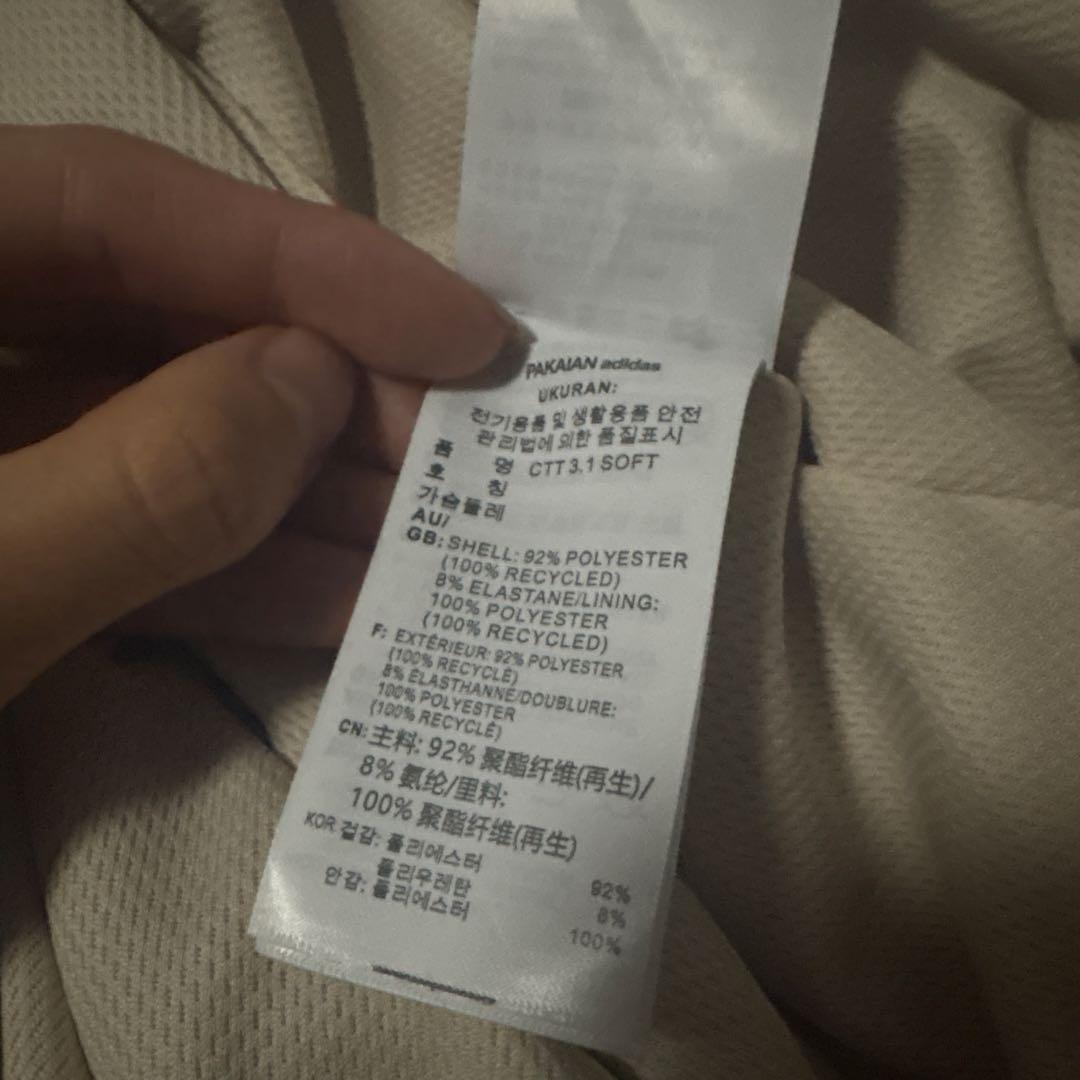 PAKAIAN adidas
UKURAN:
전기용품 및 생활용품 안전
관리법에 의한 품질표시
품 명 CTT 3.1 SOFT
호 칭
가슴둘레
AU/
GB: SHELL: 92% POLYESTER
(100% RECYCLED)
8% ELASTANE/LINING:
100% POLYESTER
(100% RECYCLED)
F: EXTÉRIEUR: 92% POLYESTER
(100% RECYCLÉ)
8% ÉLASTHANNE/DOUBLURE:
100% POLYESTER
(100% RECYCLÉ)
CN: 主料: 92% 聚酯纤维(再生)/
8% 氨纶/里料:
100% 聚酯纤维(再生)
KOR 겉감: 폴리에스터 92%
폴리우레탄 8%
안감: 폴리에스터 100%